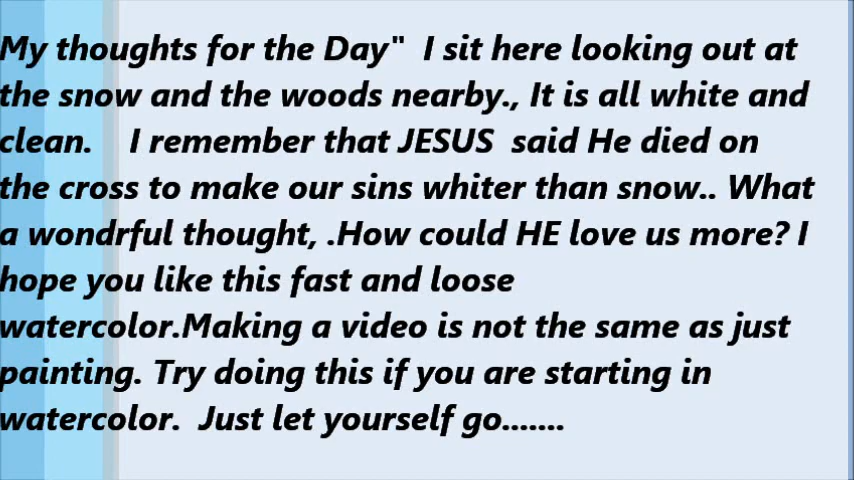 My thoughts for the Day"  I sit here looking out at
the snow and the woods nearby., It is all white and
clean.    I remember that JESUS  said He died on
the cross to make our sins whiter than snow.. What
a wondrful thought, .How could HE love us more? I
hope you like this fast and loose
watercolor.Making a video is not the same as just
painting. Try doing this if you are starting in
watercolor.  Just let yourself go.......